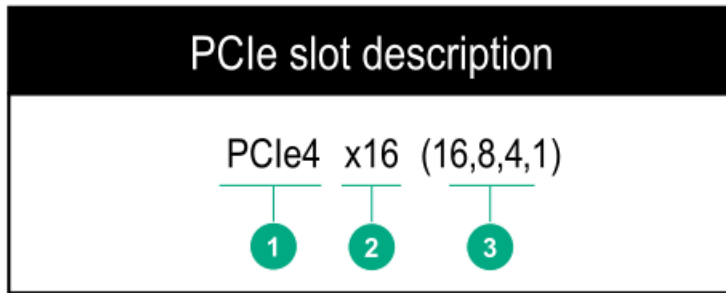 PCIe slot description
PCIe4 x16 (16,8,4,1)
1 2 3